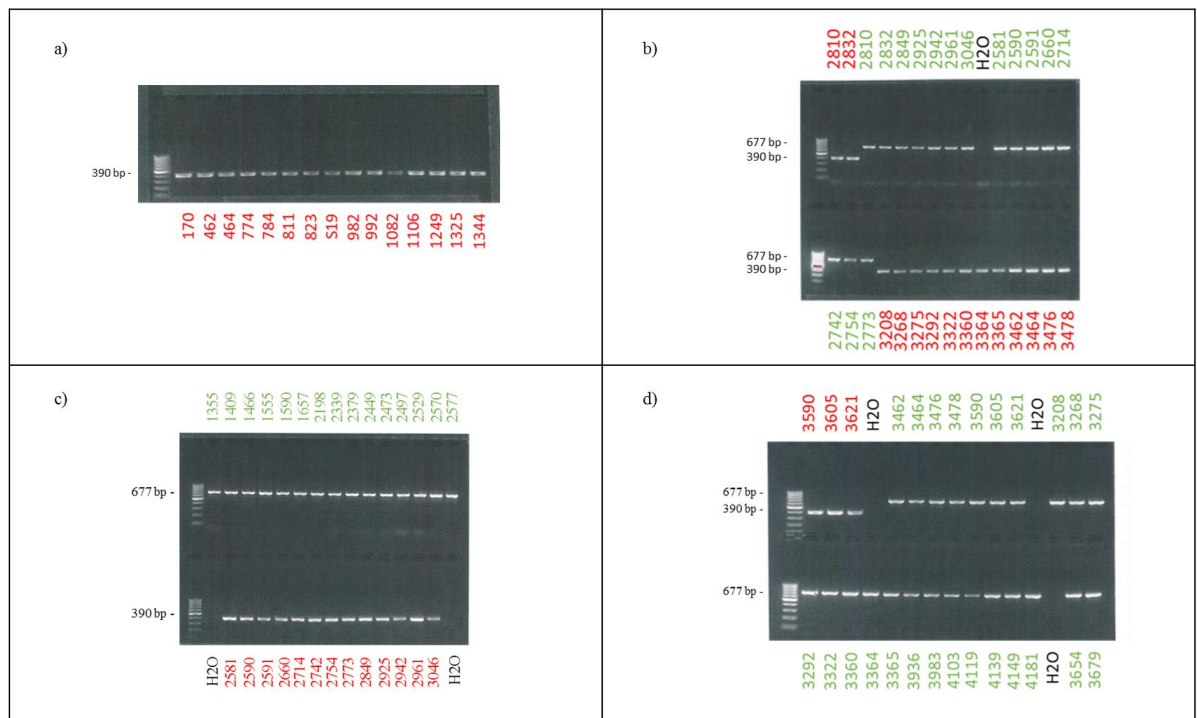 a)
390 bp -
170 462 464 774 784 811 823 S19 982 992 1082 1106 1249 1325 1344
b)
2810 2832 2810 2832 2849 2925 2942 2961 3046 H2O 2581 2590 2591 2660 2714
677 bp -
390 bp -
677 bp -
390 bp -
2742 2754 2773 3208 3268 3275 3292 3322 3360 3364 3365 3462 3464 3476 3478
c)
1355 1409 1466 1555 1590 1657 2198 2339 2379 2449 2473 2497 2529 2570 2577
677 bp -
390 bp -
H2O 2581 2590 2591 2660 2714 2742 2754 2773 2849 2925 2942 2961 3046 H2O
d)
3590 3605 3621 H2O 3462 3464 3476 3478 3590 3605 3621 H2O 3208 3268 3275
677 bp -
390 bp -
677 bp -
3292 3322 3360 3364 3365 3936 3983 4103 4119 4139 4149 4181 H2O 3654 3679